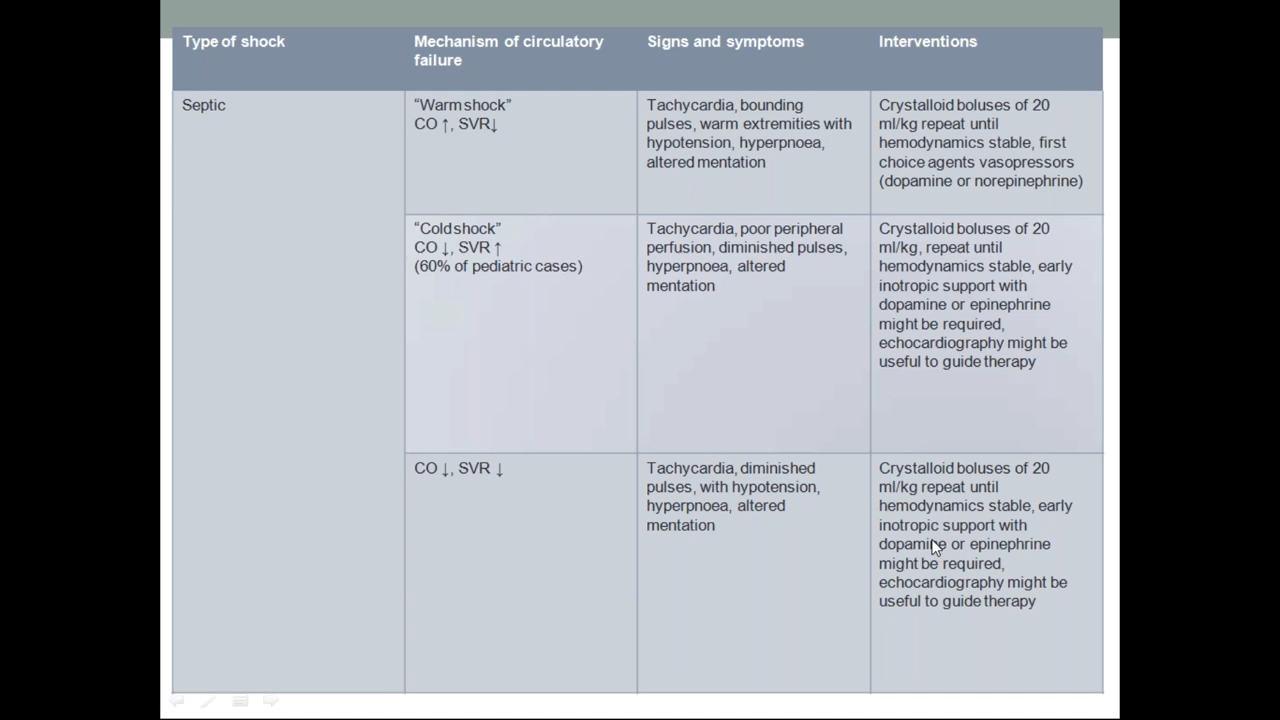 Type of shock
Mechanism of circulatory
failure
Signs and symptoms
Interventions
Septic
“Warm shock”
CO ↑, SVR↓
Tachycardia, bounding
pulses, warm extremities with
hypotension, hyperpnoea,
altered mentation
Crystalloid boluses of 20
ml/kg repeat until
hemodynamics stable, first
choice agents vasopressors
(dopamine or norepinephrine)
“Cold shock”
CO ↓, SVR ↑
(60% of pediatric cases)
Tachycardia, poor peripheral
perfusion, diminished pulses,
hyperpnoea, altered
mentation
Crystalloid boluses of 20
ml/kg, repeat until
hemodynamics stable, early
inotropic support with
dopamine or epinephrine
might be required,
echocardiography might be
useful to guide therapy
CO ↓, SVR ↓
Tachycardia, diminished
pulses, with hypotension,
hyperpnoea, altered
mentation
Crystalloid boluses of 20
ml/kg repeat until
hemodynamics stable, early
inotropic support with
dopamine or epinephrine
might be required,
echocardiography might be
useful to guide therapy